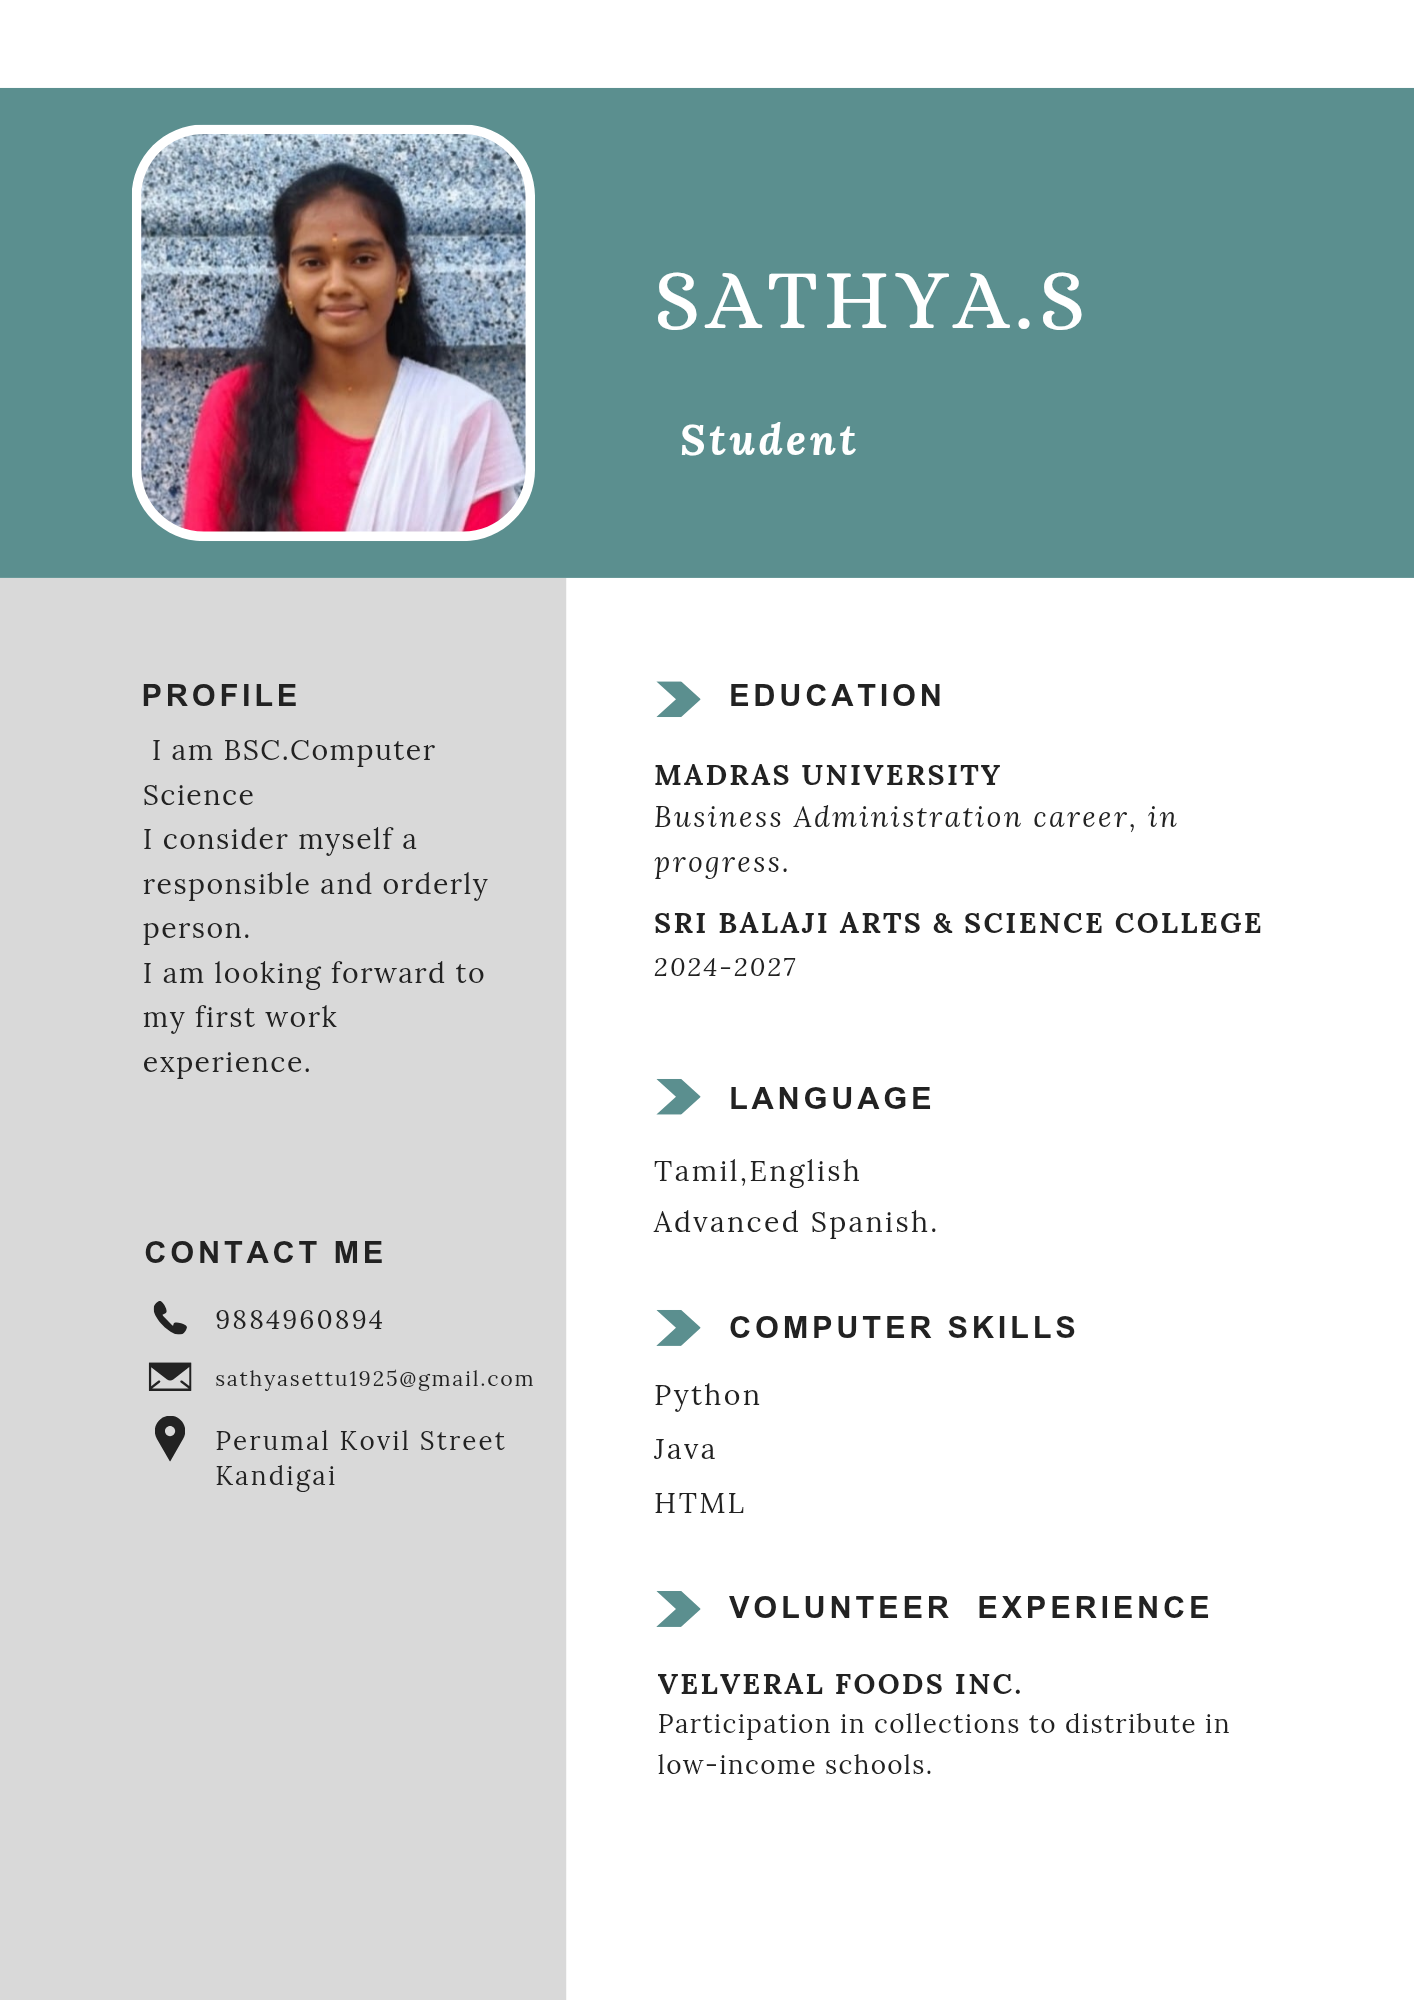 SATHYA.S
Student
PROFILE
I am BSC.Computer
Science
I consider myself a
responsible and orderly
person.
I am looking forward to
my first work
experience.
CONTACT ME
9884960894
sathyasettu1925@gmail.com
Perumal Kovil Street
Kandigai
EDUCATION
MADRAS UNIVERSITY
Business Administration career, in
progress.
SRI BALAJI ARTS & SCIENCE COLLEGE
2024-2027
LANGUAGE
Tamil,English
Advanced Spanish.
COMPUTER SKILLS
Python
Java
HTML
VOLUNTEER  EXPERIENCE
VELVERAL FOODS INC.
Participation in collections to distribute in
low-income schools.